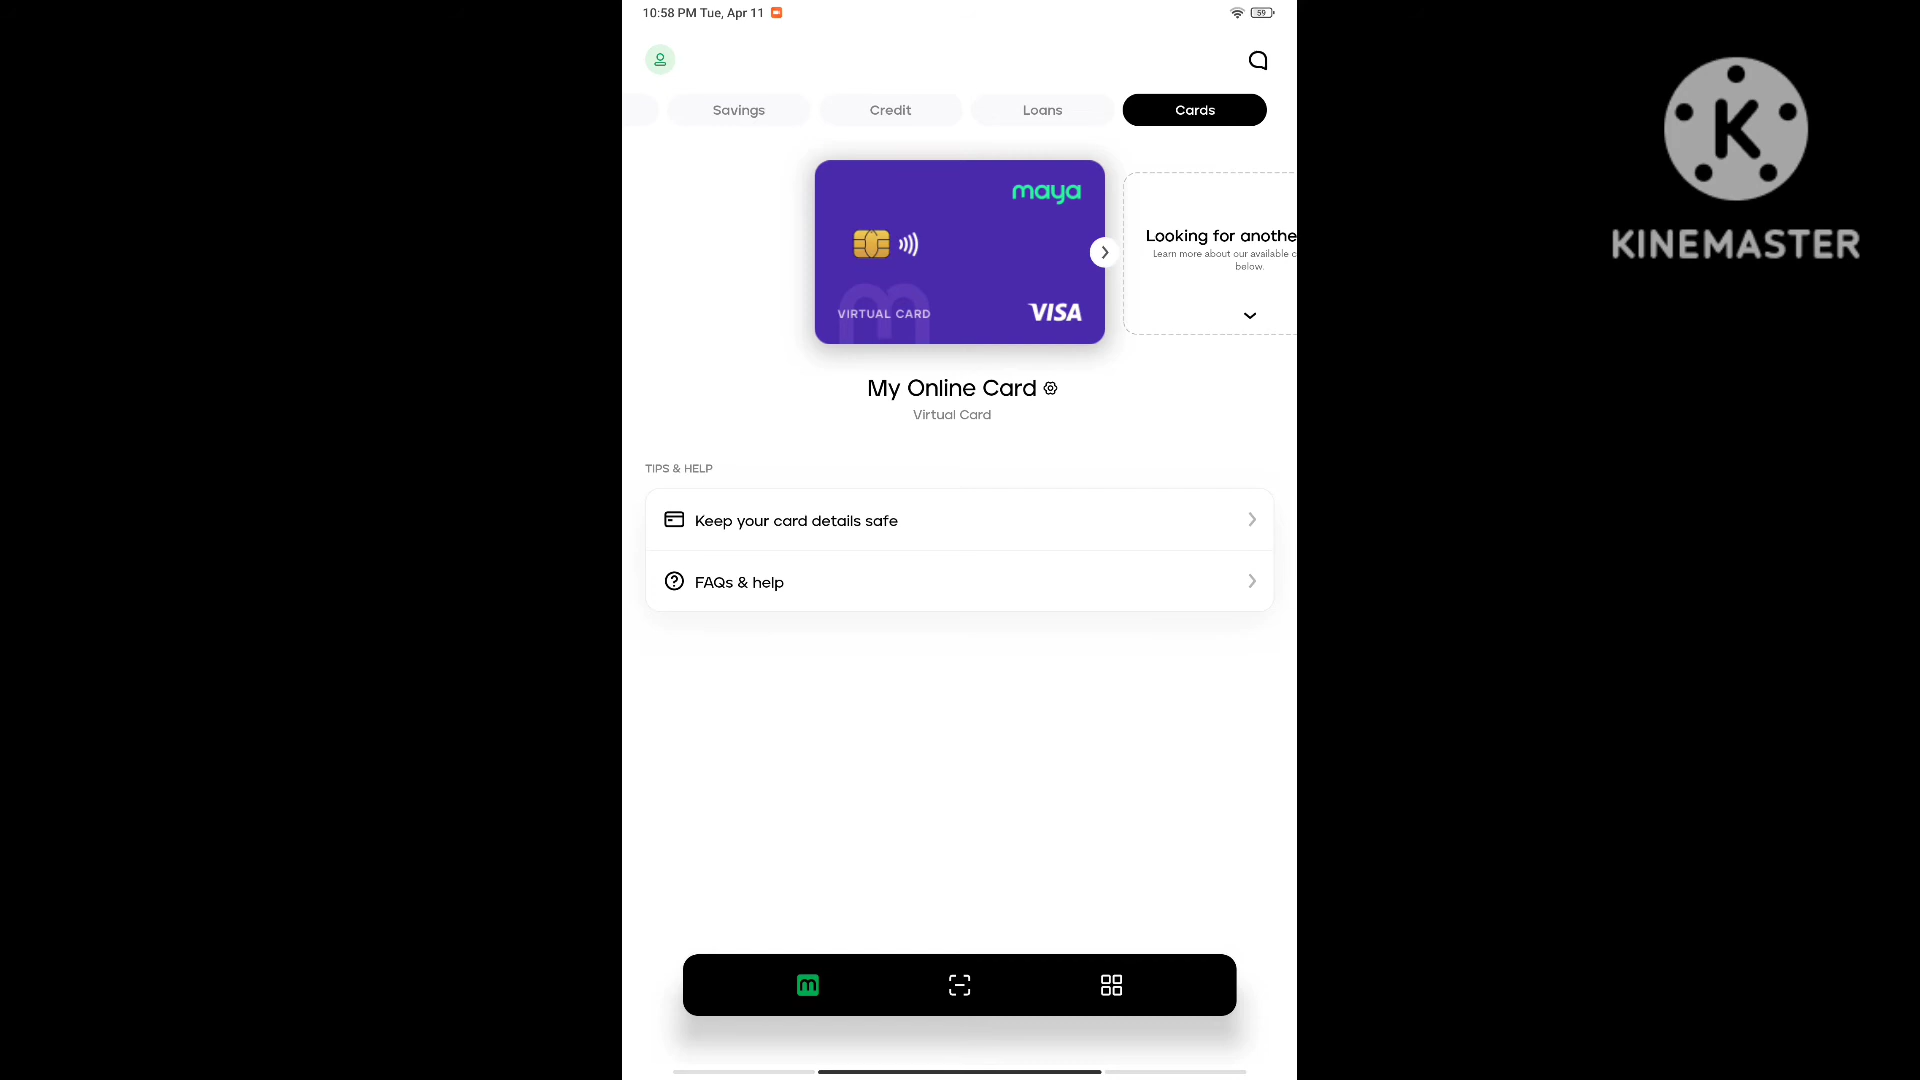 10:58 PM Tue, Apr 11
59
Savings
Credit
Loans
Cards
maya
VIRTUAL CARD
VISA
Looking for anothe
Learn more about our available c
below.
My Online Card
Virtual Card
TIPS & HELP
Keep your card details safe
FAQs & help
K
KINEMASTER